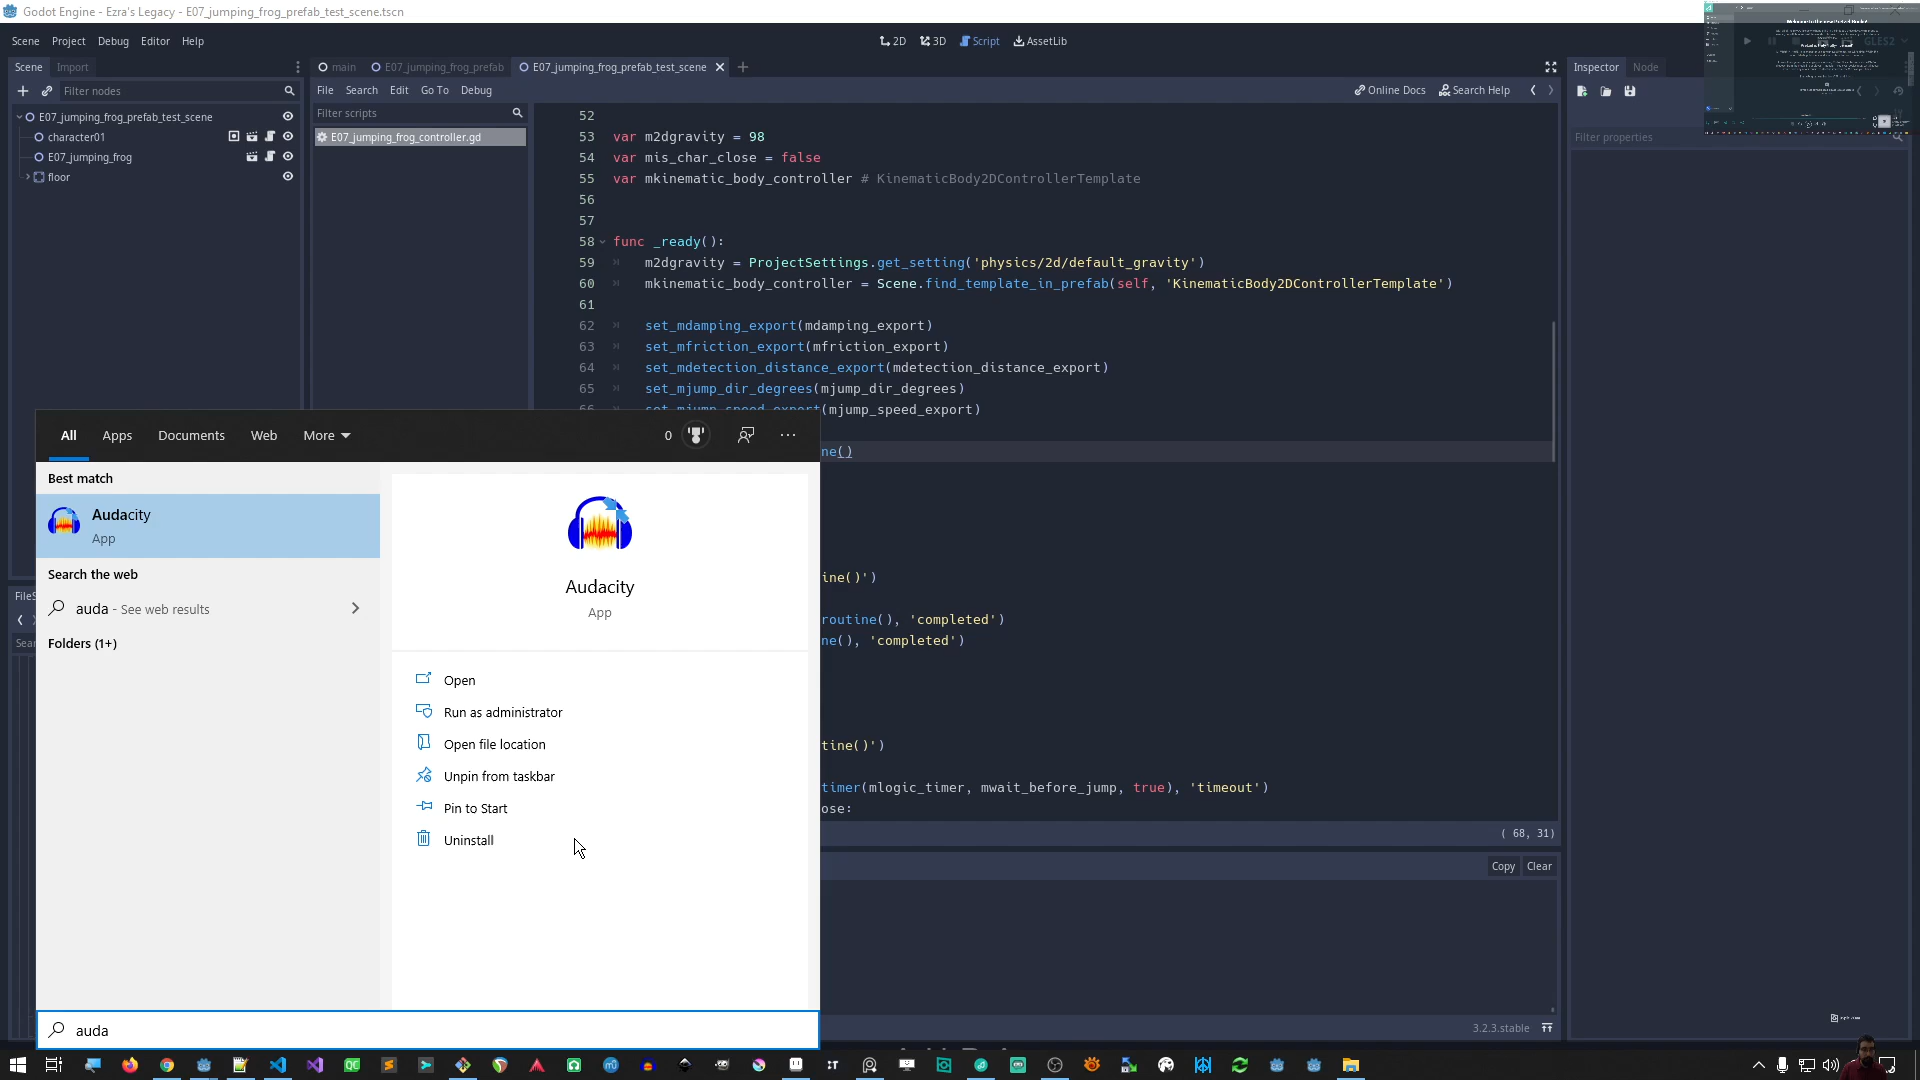 Godot Engine - Ezra's Legacy - E07_jumping_frog_prefab_test_scene.tscn
Scene Project Debug Editor Help
2D 3D Script AssetLib
GLES2
Scene Import
main E07_jumping_frog_prefab E07_jumping_frog_prefab_test_scene
Inspector Node
Filter nodes
File Search Edit Go To Debug
Online Docs Search Help
Filter scripts
Filter properties
E07_jumping_frog_prefab_test_scene
character01
E07_jumping_frog
floor
E07_jumping_frog_controller.gd
52
53 var m2dgravity = 98
54 var mis_char_close = false
55 var mkinematic_body_controller # KinematicBody2DControllerTemplate
56
57
58 func _ready():
59 m2dgravity = ProjectSettings.get_setting('physics/2d/default_gravity')
60 mkinematic_body_controller = Scene.find_template_in_prefab(self, 'KinematicBody2DControllerTemplate')
61
62 set_mdamping_export(mdamping_export)
63 set_mfriction_export(mfriction_export)
64 set_mdetection_distance_export(mdetection_distance_export)
65 set_mjump_dir_degrees(mjump_dir_degrees)
66 set_mjump_speed_export(mjump_speed_export)
ne()
ine()')
routine(), 'completed')
ne(), 'completed')
tine()')
timer(mlogic_timer, mwait_before_jump, true), 'timeout')
ose:
( 68, 31)
Copy Clear
3.2.3.stable
FileS
Sear
All Apps Documents Web More
0
Best match
Audacity
App
Search the web
auda - See web results
Folders (1+)
Audacity
App
Open
Run as administrator
Open file location
Unpin from taskbar
Pin to Start
Uninstall
auda